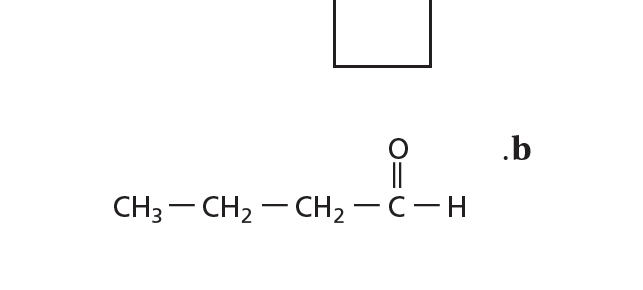 .b
O
CH₃ — CH₂ — CH₂ — C — H